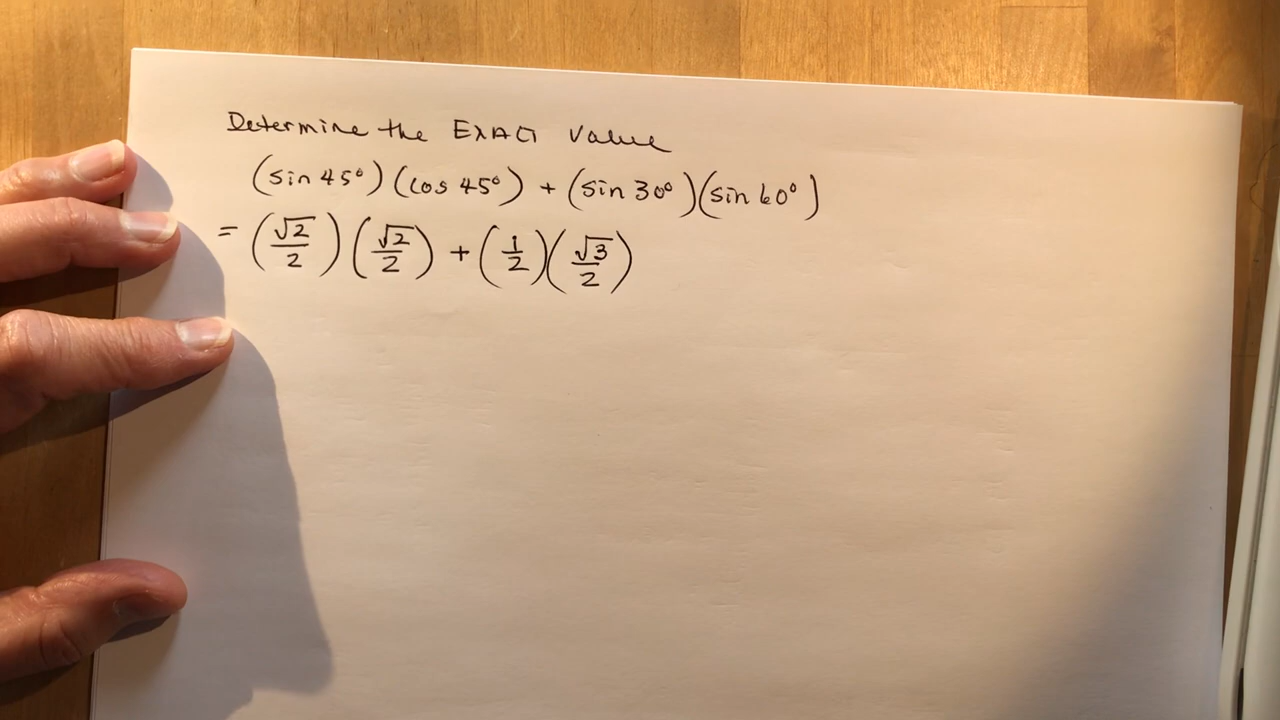 Determine the EXACT Value
(sin 45°)(cos 45°) + (sin 30°)(sin 60°)
= (√2/2)(√2/2) + (1/2)(√3/2)